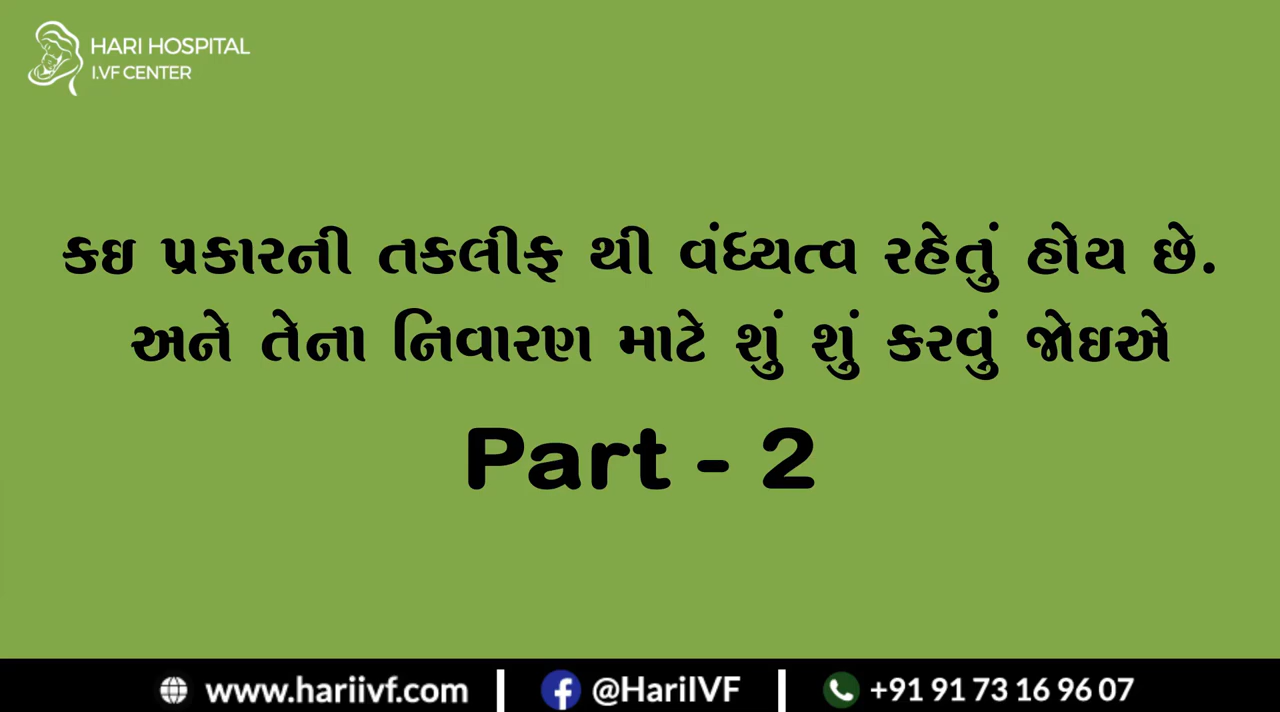 HARI HOSPITAL
I.VF CENTER
કઇ પ્રકારની તકલીફ થી વંધ્યત્વ રહેતું હોય છે.
અને તેના નિવારણ માટે શું શું કરવું જોઇએ
Part - 2
www.hariivf.com | @HariIVF | +91 91 73 16 96 07